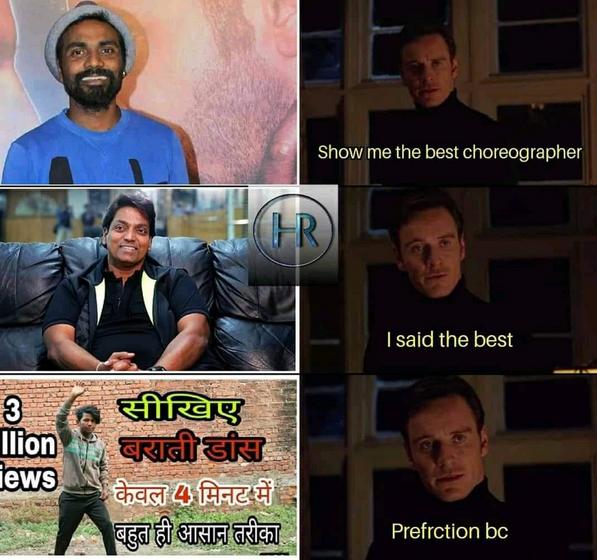 Show me the best choreographer
HR
I said the best
3
llion
iews
सीखिए
बराती डांस
केवल 4 मिनट में
बहुत ही आसान तरीका
Prefrction bc